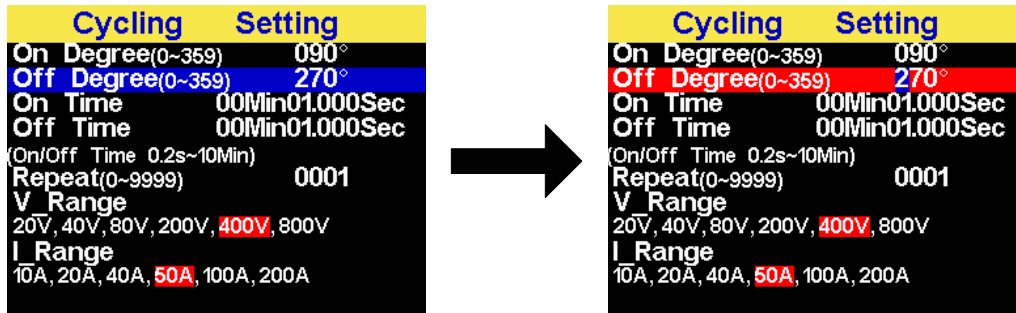 Cycling Setting
On Degree(0~359) 090°
Off Degree(0~359) 270°
On Time 00Min01.000Sec
Off Time 00Min01.000Sec
(On/Off Time 0.2s~10Min)
Repeat(0~9999) 0001
V_Range
20V, 40V, 80V, 200V, 400V, 800V
I_Range
10A, 20A, 40A, 50A, 100A, 200A
Cycling Setting
On Degree(0~359) 090°
Off Degree(0~359) 270°
On Time 00Min01.000Sec
Off Time 00Min01.000Sec
(On/Off Time 0.2s~10Min)
Repeat(0~9999) 0001
V_Range
20V, 40V, 80V, 200V, 400V, 800V
I_Range
10A, 20A, 40A, 50A, 100A, 200A